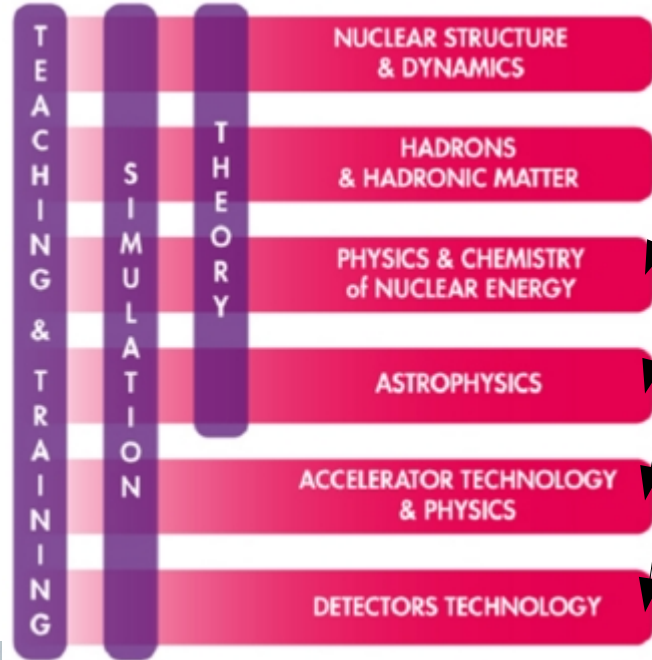 TEACHING & TRAINING
SIMULATION
THEORY
NUCLEAR STRUCTURE
& DYNAMICS
HADRONS
& HADRONIC MATTER
PHYSICS & CHEMISTRY
of NUCLEAR ENERGY
ASTROPHYSICS
ACCELERATOR TECHNOLOGY
& PHYSICS
DETECTORS TECHNOLOGY